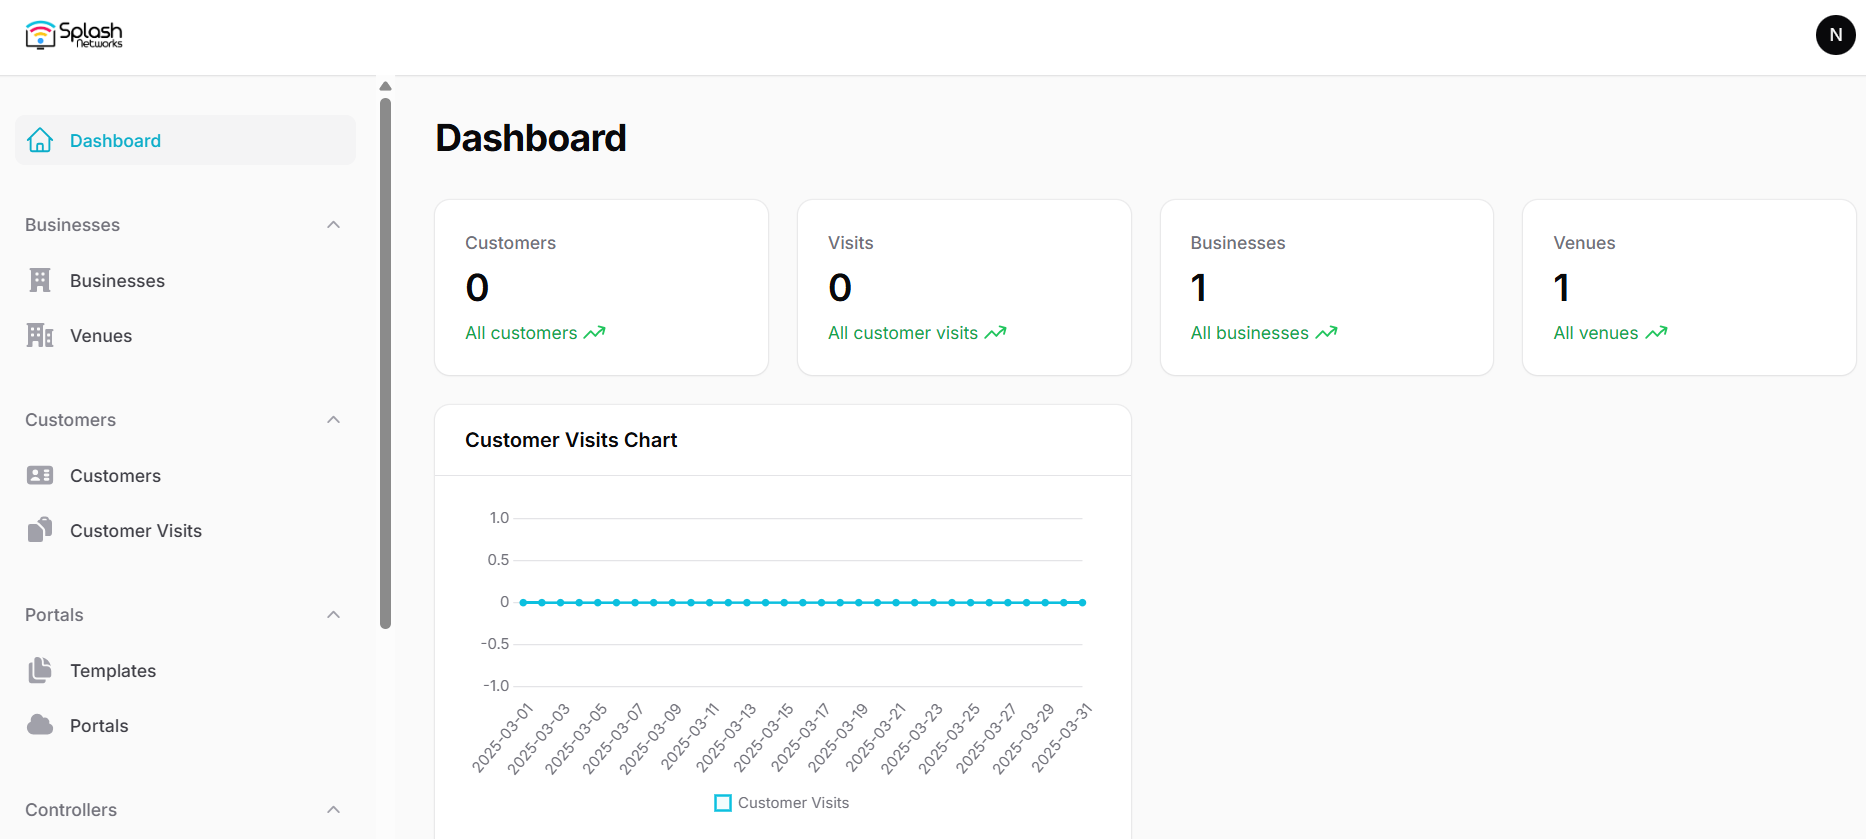 Splash
Networks
N
Dashboard
Businesses
Businesses
Venues
Customers
Customers
Customer Visits
Portals
Templates
Portals
Controllers
Dashboard
Customers
0
All customers
Visits
0
All customer visits
Businesses
1
All businesses
Venues
1
All venues
Customer Visits Chart
1.0
0.5
0
-0.5
-1.0
2025-03-01
2025-03-03
2025-03-05
2025-03-07
2025-03-09
2025-03-11
2025-03-13
2025-03-15
2025-03-17
2025-03-19
2025-03-21
2025-03-23
2025-03-25
2025-03-27
2025-03-29
2025-03-31
Customer Visits